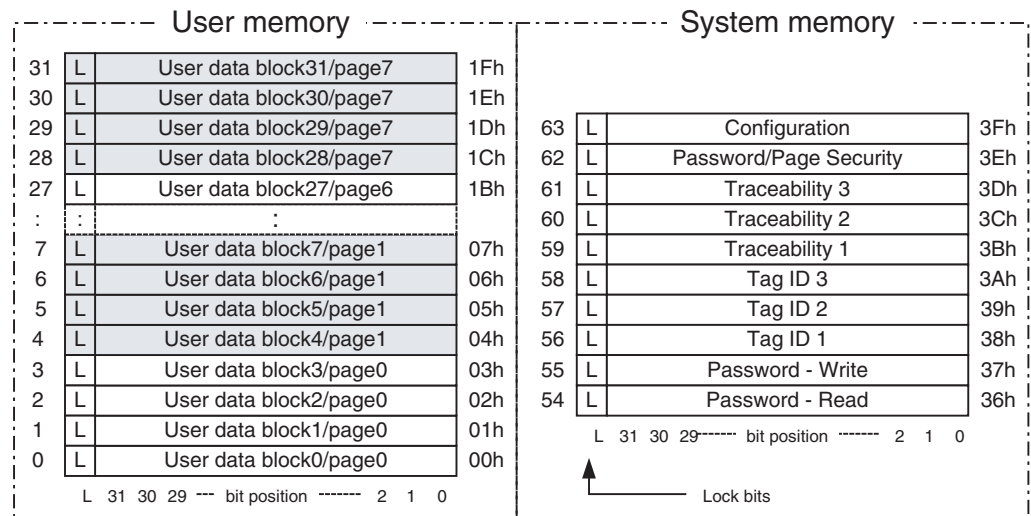 User memory
31 L User data block31/page7 1Fh
30 L User data block30/page7 1Eh
29 L User data block29/page7 1Dh
28 L User data block28/page7 1Ch
27 L User data block27/page6 1Bh
: : :
7 L User data block7/page1 07h
6 L User data block6/page1 06h
5 L User data block5/page1 05h
4 L User data block4/page1 04h
3 L User data block3/page0 03h
2 L User data block2/page0 02h
1 L User data block1/page0 01h
0 L User data block0/page0 00h
L 31 30 29 --- bit position ------- 2 1 0
System memory
63 L Configuration 3Fh
62 L Password/Page Security 3Eh
61 L Traceability 3 3Dh
60 L Traceability 2 3Ch
59 L Traceability 1 3Bh
58 L Tag ID 3 3Ah
57 L Tag ID 2 39h
56 L Tag ID 1 38h
55 L Password - Write 37h
54 L Password - Read 36h
L 31 30 29------- bit position ------- 2 1 0
Lock bits